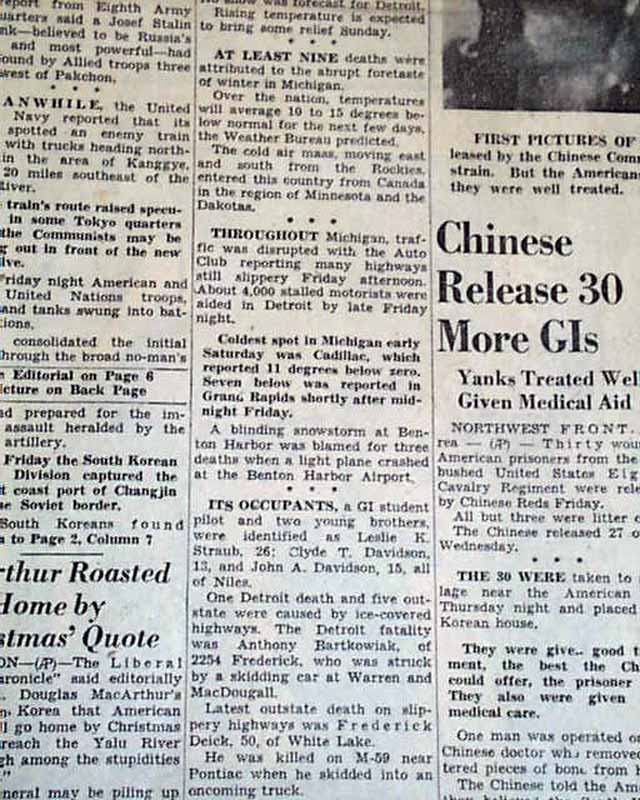 report from Eighth Army
quarters said a Josef Stalin
nk—believed to be Russia's
and most powerful—had
ound by Allied troops three
west of Pakchon.
* * *
ANWHILE, the United
Navy reported that its
spotted an enemy train
with trucks heading north-
in the area of Kanggye,
20 miles southeast of the
River.
train's route raised specu-
in some Tokyo quarters
the Communists may be
g out in front of the new
ive.
Friday night American and
United Nations troops,
and tanks swung into bat-
ions.
consolidated the initial
hrough the broad no-man's
Editorial on Page 6
icture on Back Page
ad prepared for the im-
assault heralded by the
artillery.
Friday the South Korean
Division captured the
t coast port of Changjin
e Soviet border.
South Koreans found
n to Page 2, Column 7
rthur Roasted
Home by
stmas' Quote
ON—(AP)—The Liberal
aronicle" said editorially
. Douglas MacArthur's
n Korea that American
l go home by Christmas
reach the Yalu River
gh among the stupidities
."
neral may be piling up
No snow was forecast for Detroit.
Rising temperature is expected
to bring some relief Sunday.
* * *
AT LEAST NINE deaths were
attributed to the abrupt foretaste
of winter in Michigan.
Over the nation, temperatures
will average 10 to 15 degrees be-
low normal for the next few days,
the Weather Bureau predicted.
The cold air mass, moving east
and south from the Rockies,
entered this country from Canada
in the region of Minnesota and the
Dakotas.
* * *
THROUGHOUT Michigan, traf-
fic was disrupted with the Auto
Club reporting many highways
still slippery Friday afternoon.
About 4,000 stalled motorists were
aided in Detroit by late Friday
night.
Coldest spot in Michigan early
Saturday was Cadillac, which
reported 11 degrees below zero.
Seven below was reported in
Grand Rapids shortly after mid-
night Friday.
A blinding snowstorm at Ben-
ton Harbor was blamed for three
deaths when a light plane crashed
at the Benton Harbor Airport.
* * *
ITS OCCUPANTS, a GI student
pilot and two young brothers,
were identified as Leslie K.
Straub, 26; Clyde T. Davidson,
13, and John A. Davidson, 15, all
of Niles.
One Detroit death and five out-
state were caused by ice-covered
highways. The Detroit fatality
was Anthony Bartkowiak, of
2254 Frederick, who was struck
by a skidding car at Warren and
MacDougall.
Latest outstate death on slip-
pery highways was Frederick
Deick, 50, of White Lake.
He was killed on M-59 near
Pontiac when he skidded into an
oncoming truck.
FIRST PICTURES OF
leased by the Chinese Com
strain. But the Americans
they were well treated.
Chinese
Release 30
More GIs
Yanks Treated Wel
Given Medical Aid
NORTHWEST FRONT,
rea — (AP) — Thirty wou
American prisoners from the
bushed United States Eig
Cavalry Regiment were rele
by Chinese Reds Friday.
All but three were litter c
The Chinese released 27 o
Wednesday.
* * *
THE 30 WERE taken to
lage near the American
Thursday night and placed
Korean house.
They were give.. good t
ment, the best the Ch
could offer, the prisoner
They also were given
medical care.
One man was operated o
Chinese doctor who removed
tered pieces of bone from
The Chinese told the Am